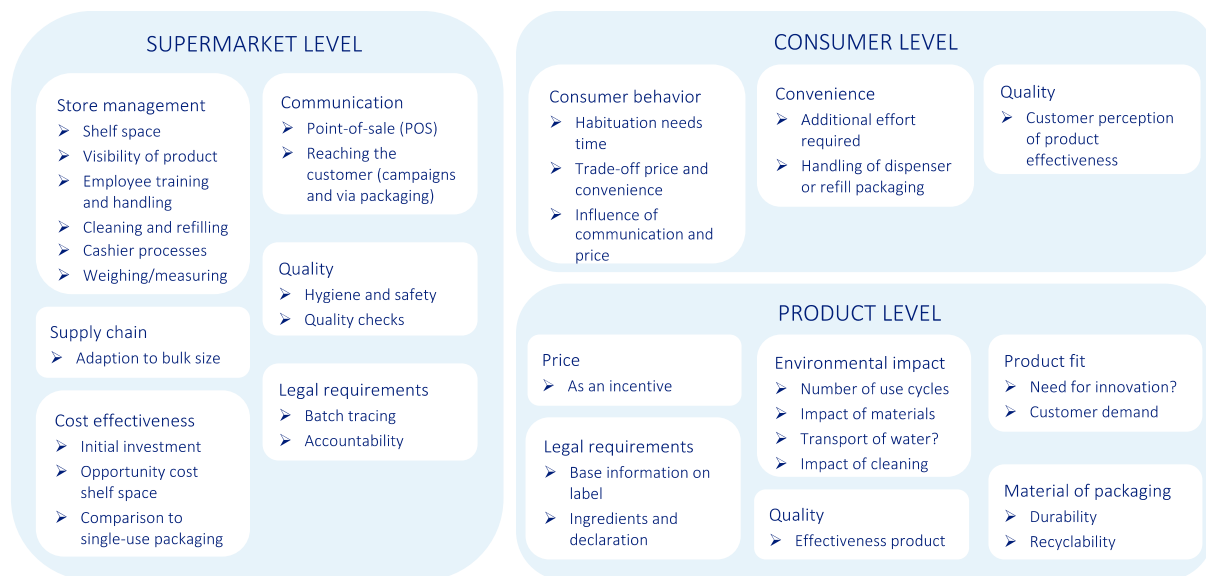 SUPERMARKET LEVEL
Store management
➢ Shelf space
➢ Visibility of product
➢ Employee training
and handling
➢ Cleaning and refilling
➢ Cashier processes
➢ Weighing/measuring
Supply chain
➢ Adaption to bulk size
Cost effectiveness
➢ Initial investment
➢ Opportunity cost
shelf space
➢ Comparison to
single-use packaging
Communication
➢ Point-of-sale (POS)
➢ Reaching the
customer (campaigns
and via packaging)
Quality
➢ Hygiene and safety
➢ Quality checks
Legal requirements
➢ Batch tracing
➢ Accountability
CONSUMER LEVEL
Consumer behavior
➢ Habituation needs
time
➢ Trade-off price and
convenience
➢ Influence of
communication and
price
Convenience
➢ Additional effort
required
➢ Handling of dispenser
or refill packaging
Quality
➢ Customer perception
of product
effectiveness
PRODUCT LEVEL
Price
➢ As an incentive
Legal requirements
➢ Base information on
label
➢ Ingredients and
declaration
Environmental impact
➢ Number of use cycles
➢ Impact of materials
➢ Transport of water?
➢ Impact of cleaning
Quality
➢ Effectiveness product
Product fit
➢ Need for innovation?
➢ Customer demand
Material of packaging
➢ Durability
➢ Recyclability